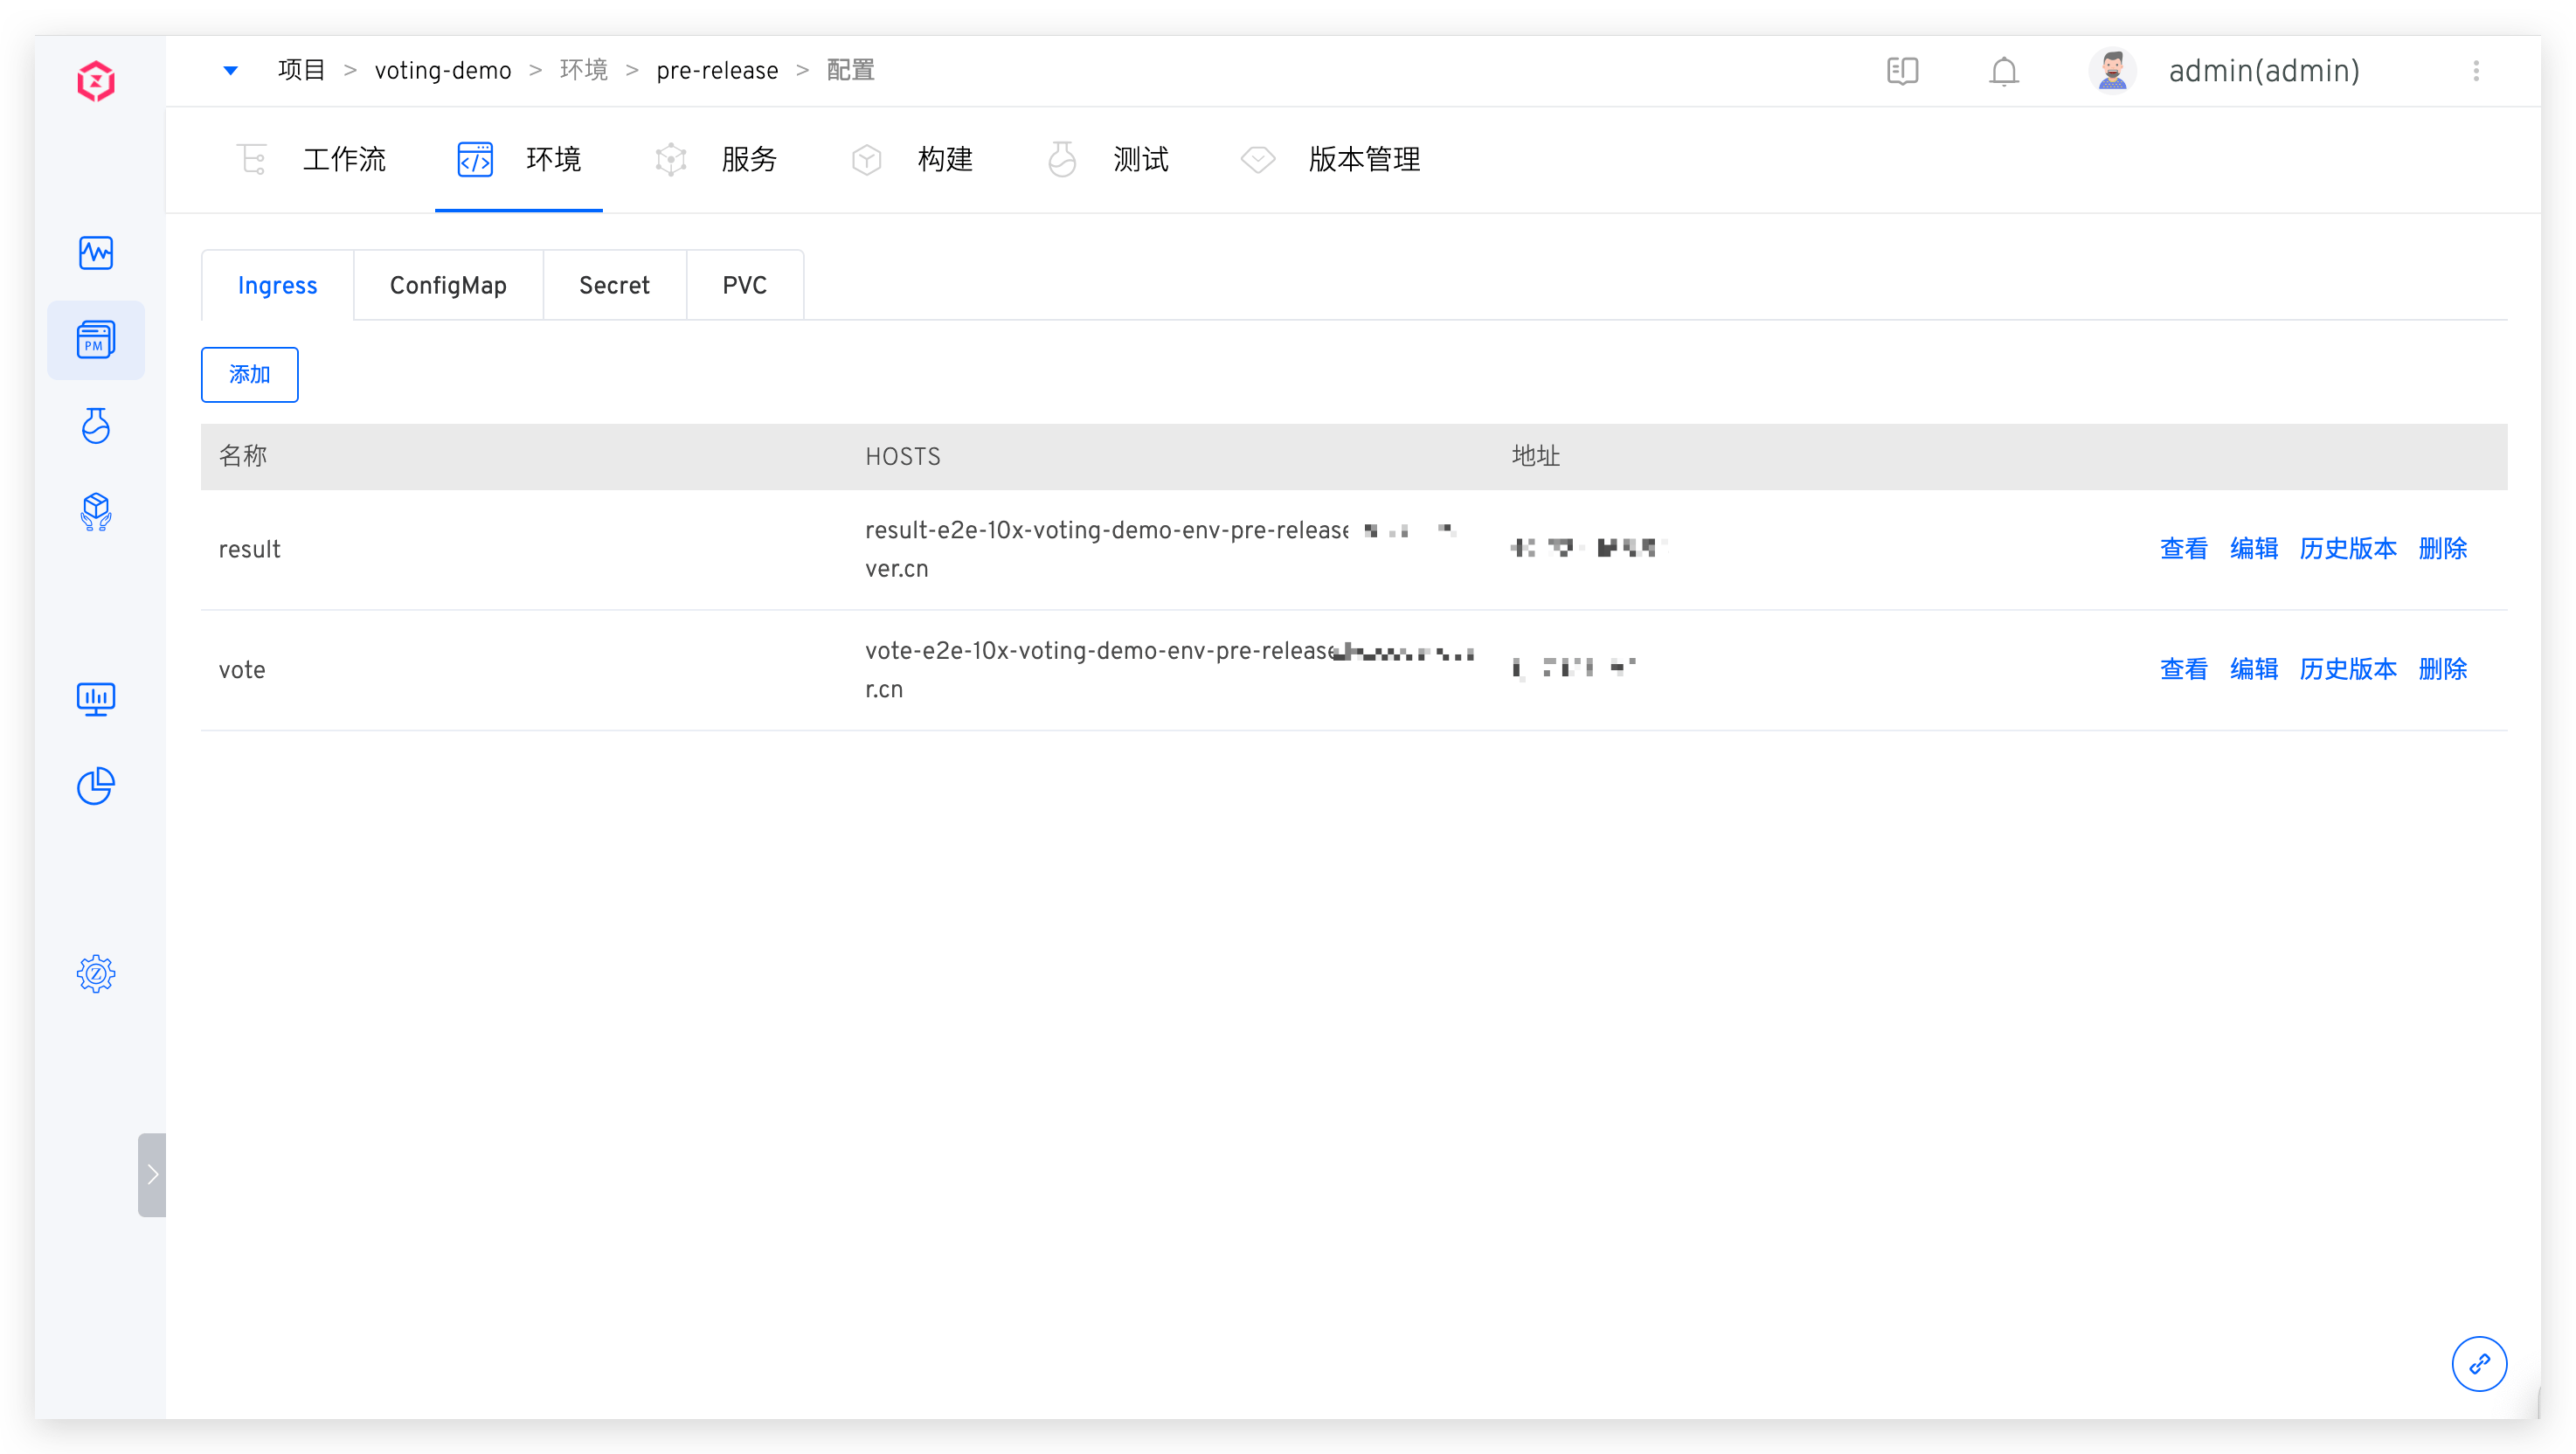 项目 > voting-demo > 环境 > pre-release > 配置
admin(admin)
工作流 环境 服务 构建 测试 版本管理
PM
Ingress ConfigMap Secret PVC
添加
名称 HOSTS 地址
result result-e2e-10x-voting-demo-env-pre-release
ver.cn
查看 编辑 历史版本 删除
vote vote-e2e-10x-voting-demo-env-pre-release
r.cn
查看 编辑 历史版本 删除
Z